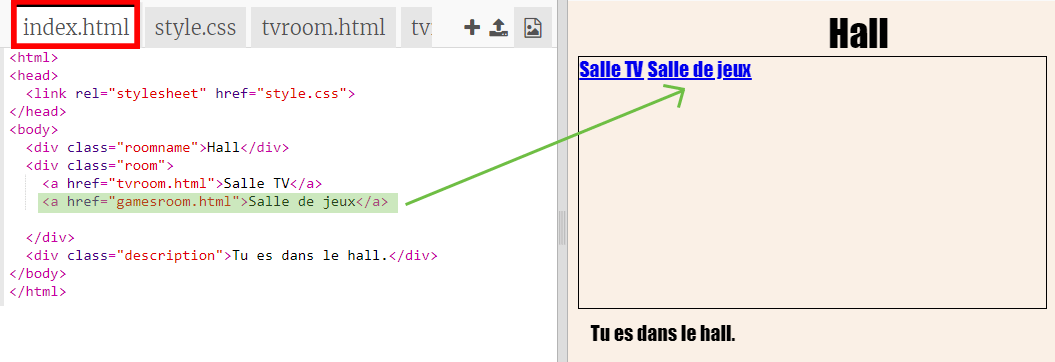 index.html style.css tvroom.html tv
<html>
<head>
<link rel="stylesheet" href="style.css">
</head>
<body>
<div class="roomname">Hall</div>
<div class="room">
<a href="tvroom.html">Salle TV</a>
<a href="gamesroom.html">Salle de jeux</a>
</div>
<div class="description">Tu es dans le hall.</div>
</body>
</html>
Hall
Salle TV Salle de jeux
Tu es dans le hall.